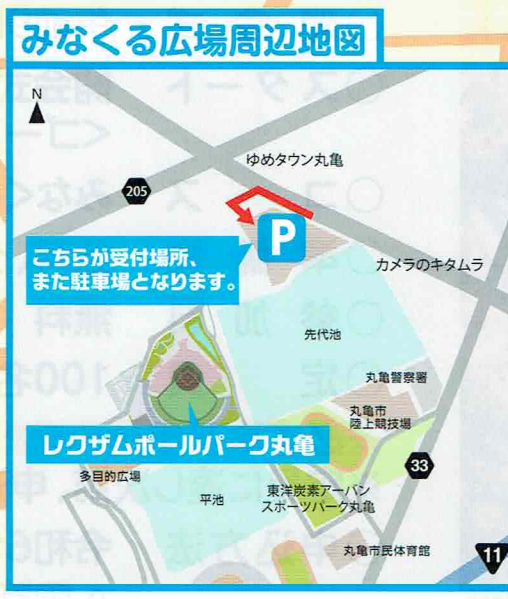 みなくる広場周辺地図
N
ゆめタウン丸亀
205
P
こちらが受付場所、
また駐車場となります。
カメラのキタムラ
先代池
丸亀警察署
丸亀市
陸上競技場
レクザムボールパーク丸亀
33
多目的広場
平池
東洋炭素アーバン
スポーツパーク丸亀
丸亀市民体育館
11